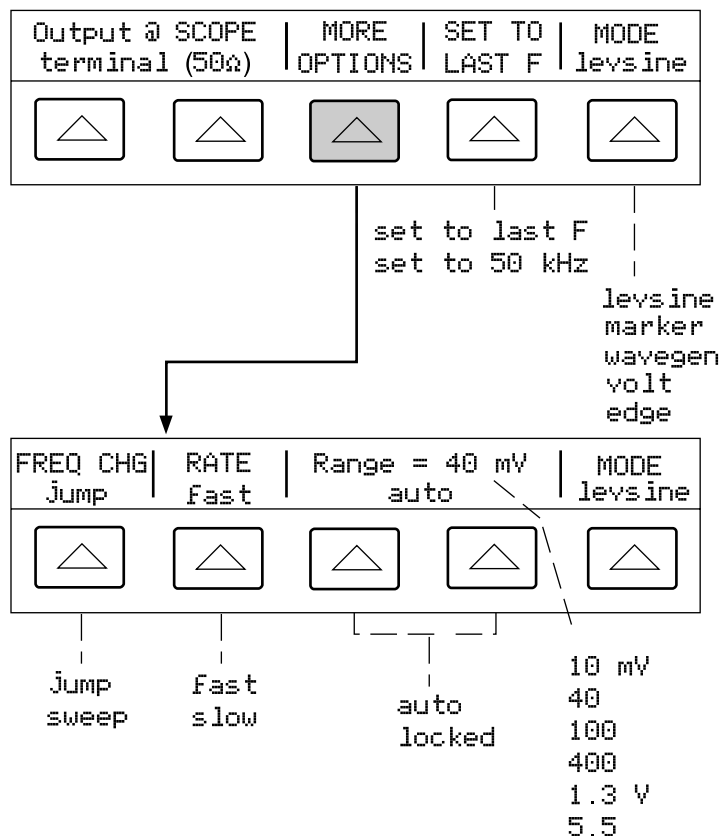 Output @ SCOPE
terminal (50Ω)
MORE
OPTIONS
SET TO
LAST F
MODE
levsine
set to last F
set to 50 kHz
levsine
marker
wavegen
volt
edge
FREQ CHG
jump
RATE
fast
Range = 40 mV
auto
MODE
levsine
jump
sweep
fast
slow
auto
locked
10 mV
40
100
400
1.3 V
5.5